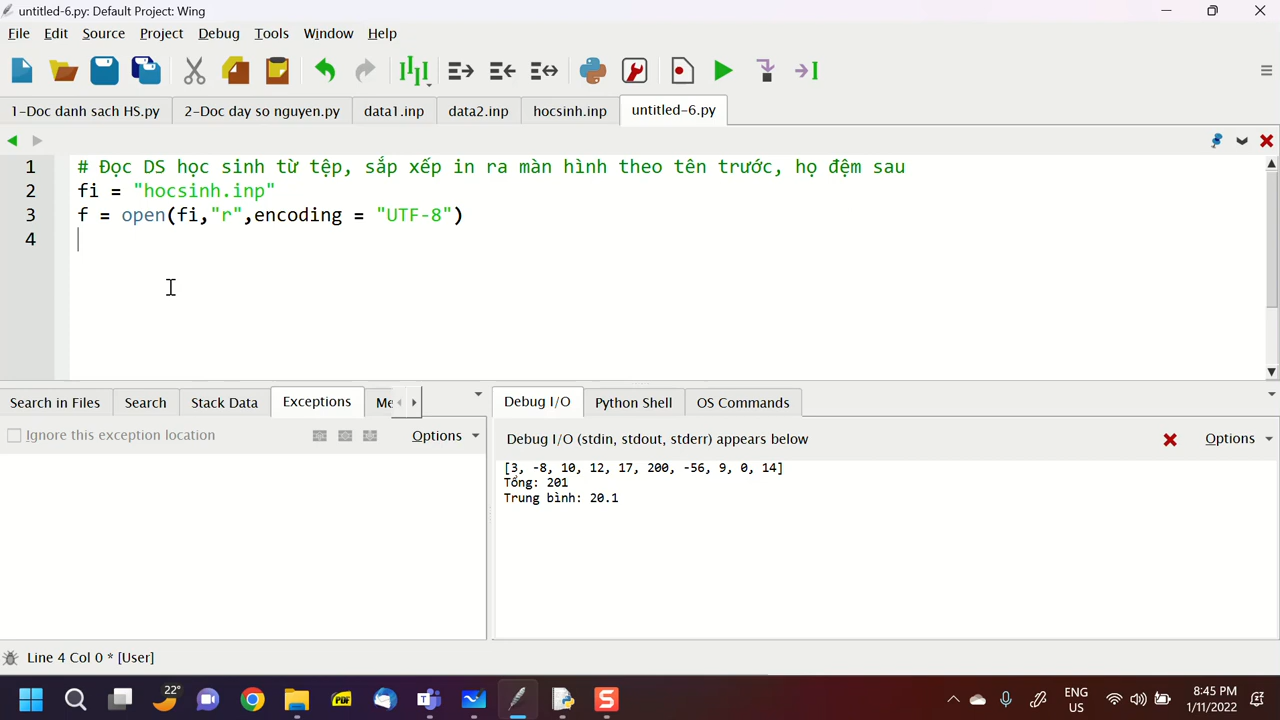 untitled-6.py: Default Project: Wing
File Edit Source Project Debug Tools Window Help
1-Doc danh sach HS.py 2-Doc day so nguyen.py data1.inp data2.inp hocsinh.inp untitled-6.py
1 # Đọc DS học sinh từ tệp, sắp xếp in ra màn hình theo tên trước, họ đệm sau
2 fi = "hocsinh.inp"
3 f = open(fi,"r",encoding = "UTF-8")
4
Search in Files Search Stack Data Exceptions Me
Ignore this exception location Options
Debug I/O Python Shell OS Commands
Debug I/O (stdin, stdout, stderr) appears below Options
[3, -8, 10, 12, 17, 200, -56, 9, 0, 14]
Tổng: 201
Trung bình: 20.1
Line 4 Col 0 * [User]
22°
PDF
ENG
US
8:45 PM
1/11/2022